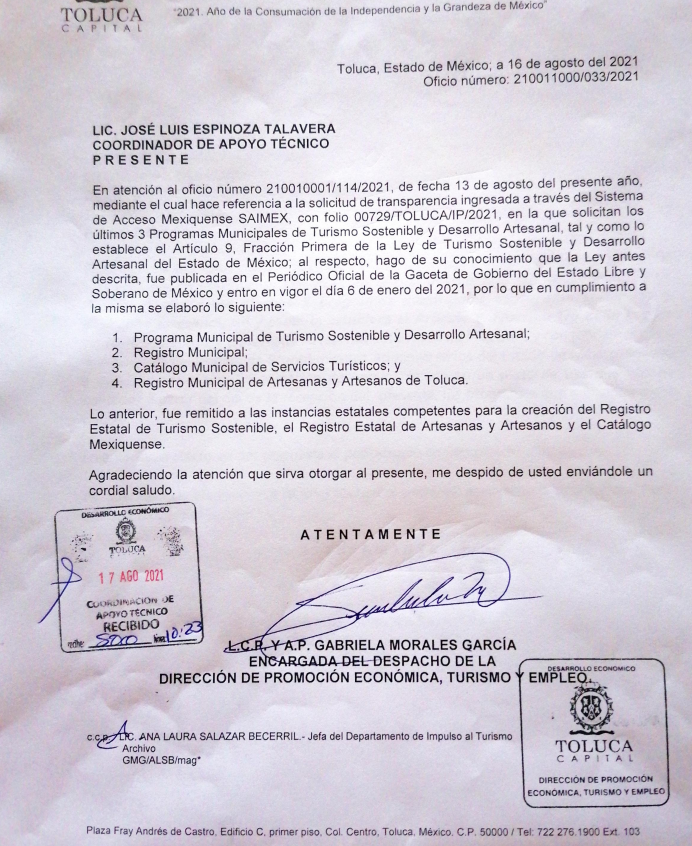 TOLUCA
CAPITAL
"2021. Año de la Consumación de la Independencia y la Grandeza de México"
Toluca, Estado de México; a 16 de agosto del 2021
Oficio número: 210011000/033/2021
LIC. JOSÉ LUIS ESPINOZA TALAVERA
COORDINADOR DE APOYO TÉCNICO
P R E S E N T E
En atención al oficio número 210010001/114/2021, de fecha 13 de agosto del presente año,
mediante el cual hace referencia a la solicitud de transparencia ingresada a través del Sistema
de Acceso Mexiquense SAIMEX, con folio 00729/TOLUCA/IP/2021, en la que solicitan los
últimos 3 Programas Municipales de Turismo Sostenible y Desarrollo Artesanal, tal y como lo
establece el Artículo 9, Fracción Primera de la Ley de Turismo Sostenible y Desarrollo
Artesanal del Estado de México; al respecto, hago de su conocimiento que la Ley antes
descrita, fue publicada en el Periódico Oficial de la Gaceta de Gobierno del Estado Libre y
Soberano de México y entro en vigor el día 6 de enero del 2021, por lo que en cumplimiento a
la misma se elaboró lo siguiente:
1. Programa Municipal de Turismo Sostenible y Desarrollo Artesanal;
2. Registro Municipal;
3. Catálogo Municipal de Servicios Turísticos; y
4. Registro Municipal de Artesanas y Artesanos de Toluca.
Lo anterior, fue remitido a las instancias estatales competentes para la creación del Registro
Estatal de Turismo Sostenible, el Registro Estatal de Artesanas y Artesanos y el Catálogo
Mexiquense.
Agradeciendo la atención que sirva otorgar al presente, me despido de usted enviándole un
cordial saludo.
DESARROLLO ECONÓMICO
TOLUCA
17 AGO 2021
COORDINACIÓN DE
APOYO TÉCNICO
RECIBIDO
10:23
A T E N T A M E N T E
L.C.P. Y A.P. GABRIELA MORALES GARCÍA
ENCARGADA DEL DESPACHO DE LA
DIRECCIÓN DE PROMOCIÓN ECONÓMICA, TURISMO Y EMPLEO.
c.c.p. LIC. ANA LAURA SALAZAR BECERRIL.- Jefa del Departamento de Impulso al Turismo
Archivo
GMG/ALSB/mag*
DESARROLLO ECONÓMICO
TOLUCA
CAPITAL
DIRECCIÓN DE PROMOCIÓN
ECONÓMICA, TURISMO Y EMPLEO
Plaza Fray Andrés de Castro, Edificio C, primer piso, Col. Centro, Toluca, México. C.P. 50000 / Tel: 722 276 1900 Ext. 103